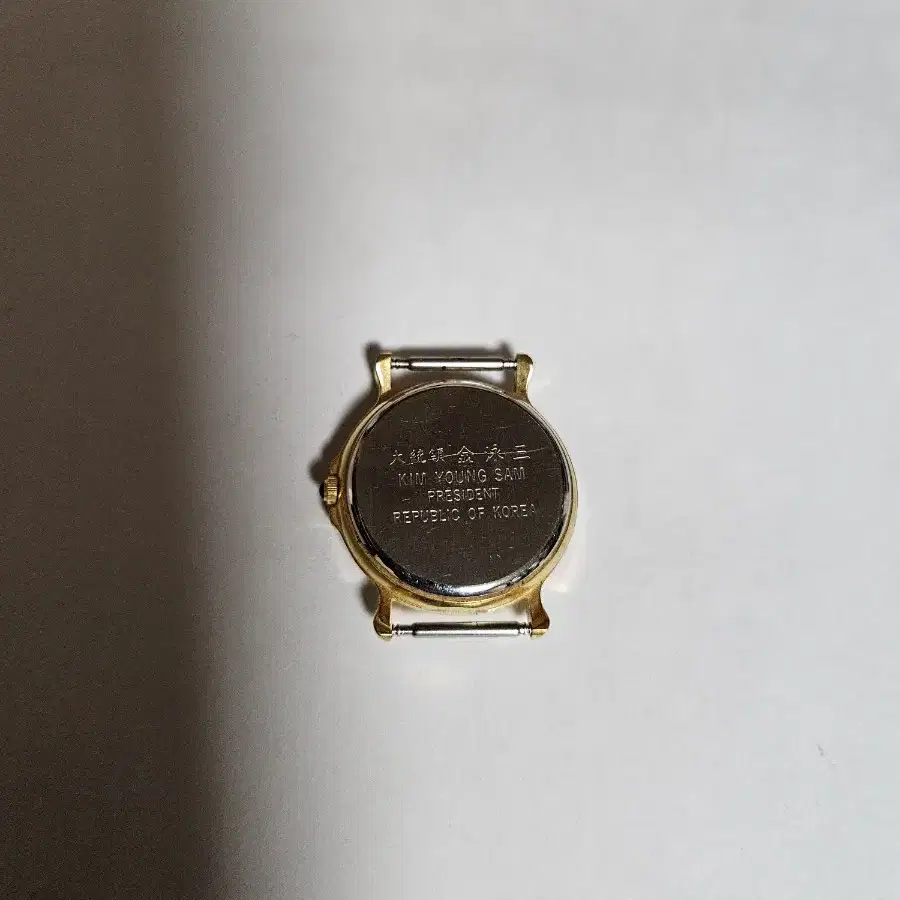 大統領 金泳三
KIM YOUNG SAM
PRESIDENT
REPUBLIC OF KOREA